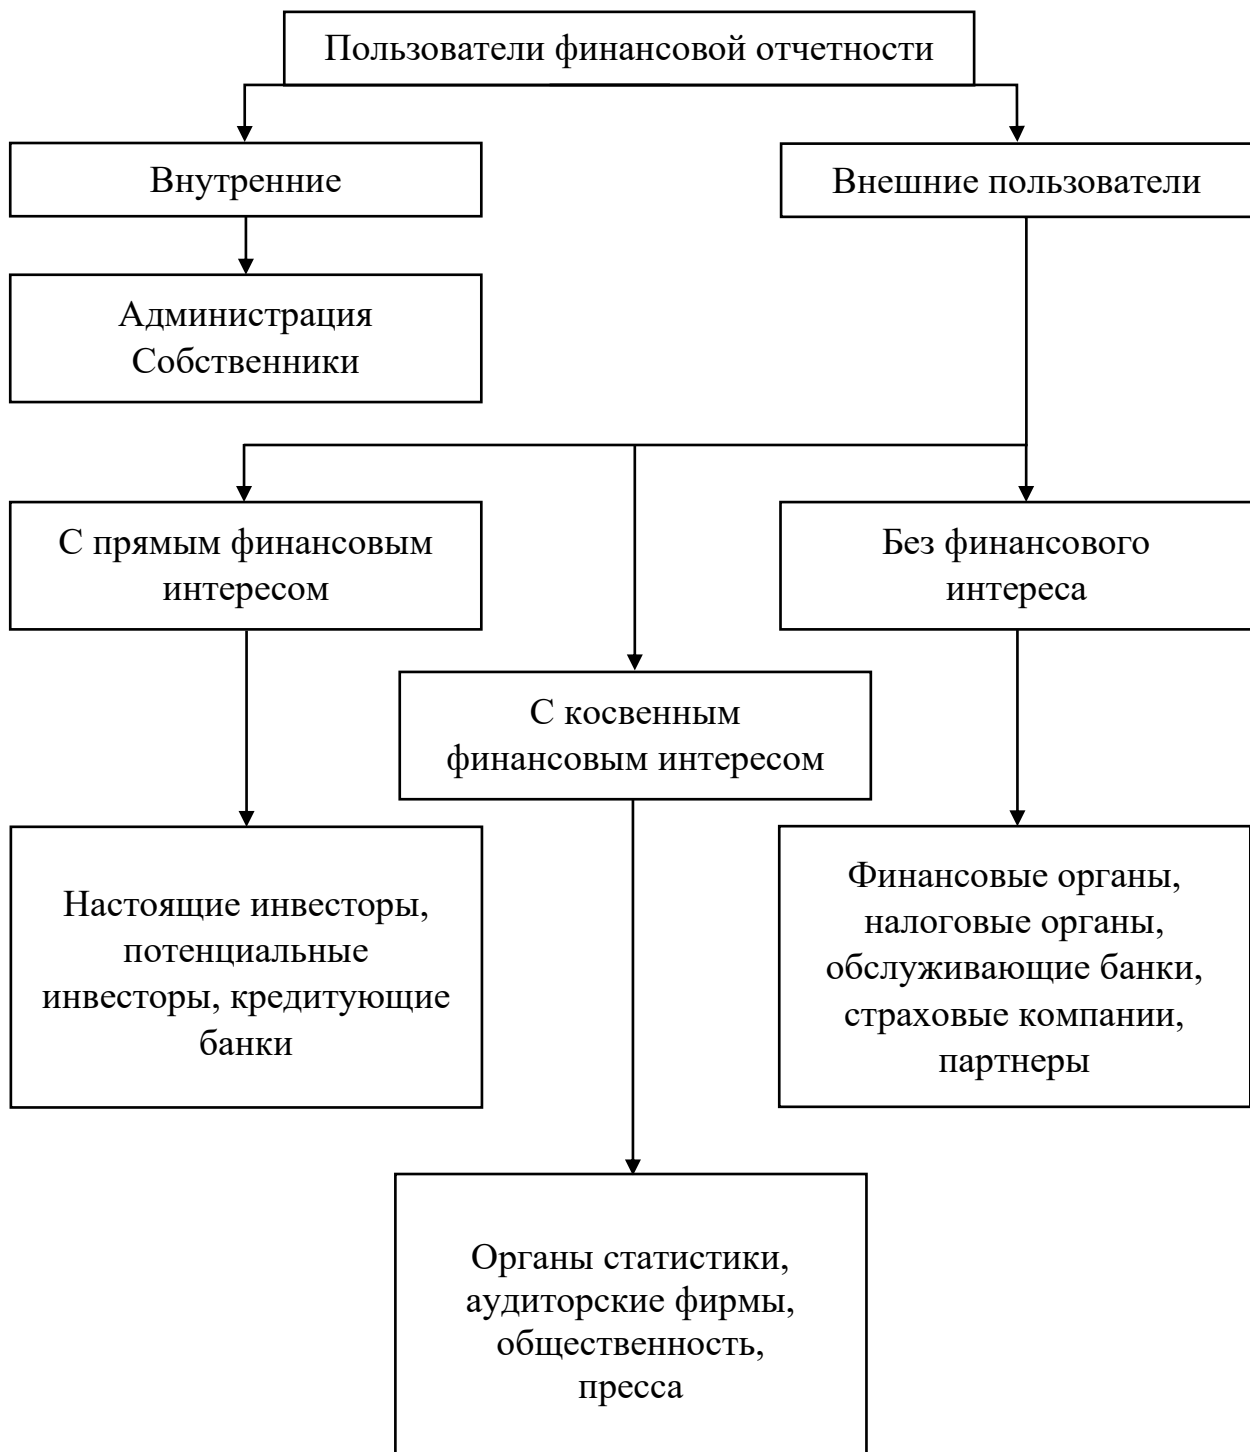 Пользователи финансовой отчетности
Внутренние
Внешние пользователи
Администрация
Собственники
С прямым финансовым
интересом
Без финансового
интереса
С косвенным
финансовым интересом
Настоящие инвесторы,
потенциальные
инвесторы, кредитующие
банки
Финансовые органы,
налоговые органы,
обслуживающие банки,
страховые компании,
партнеры
Органы статистики,
аудиторские фирмы,
общественность,
пресса